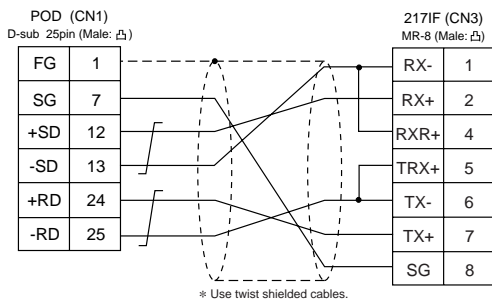 POD (CN1)
D-sub 25pin (Male: 凸)
FG 1
SG 7
+SD 12
-SD 13
+RD 24
-RD 25
217IF (CN3)
MR-8 (Male: 凸)
RX- 1
RX+ 2
RXR+ 4
TRX+ 5
TX- 6
TX+ 7
SG 8
* Use twist shielded cables.